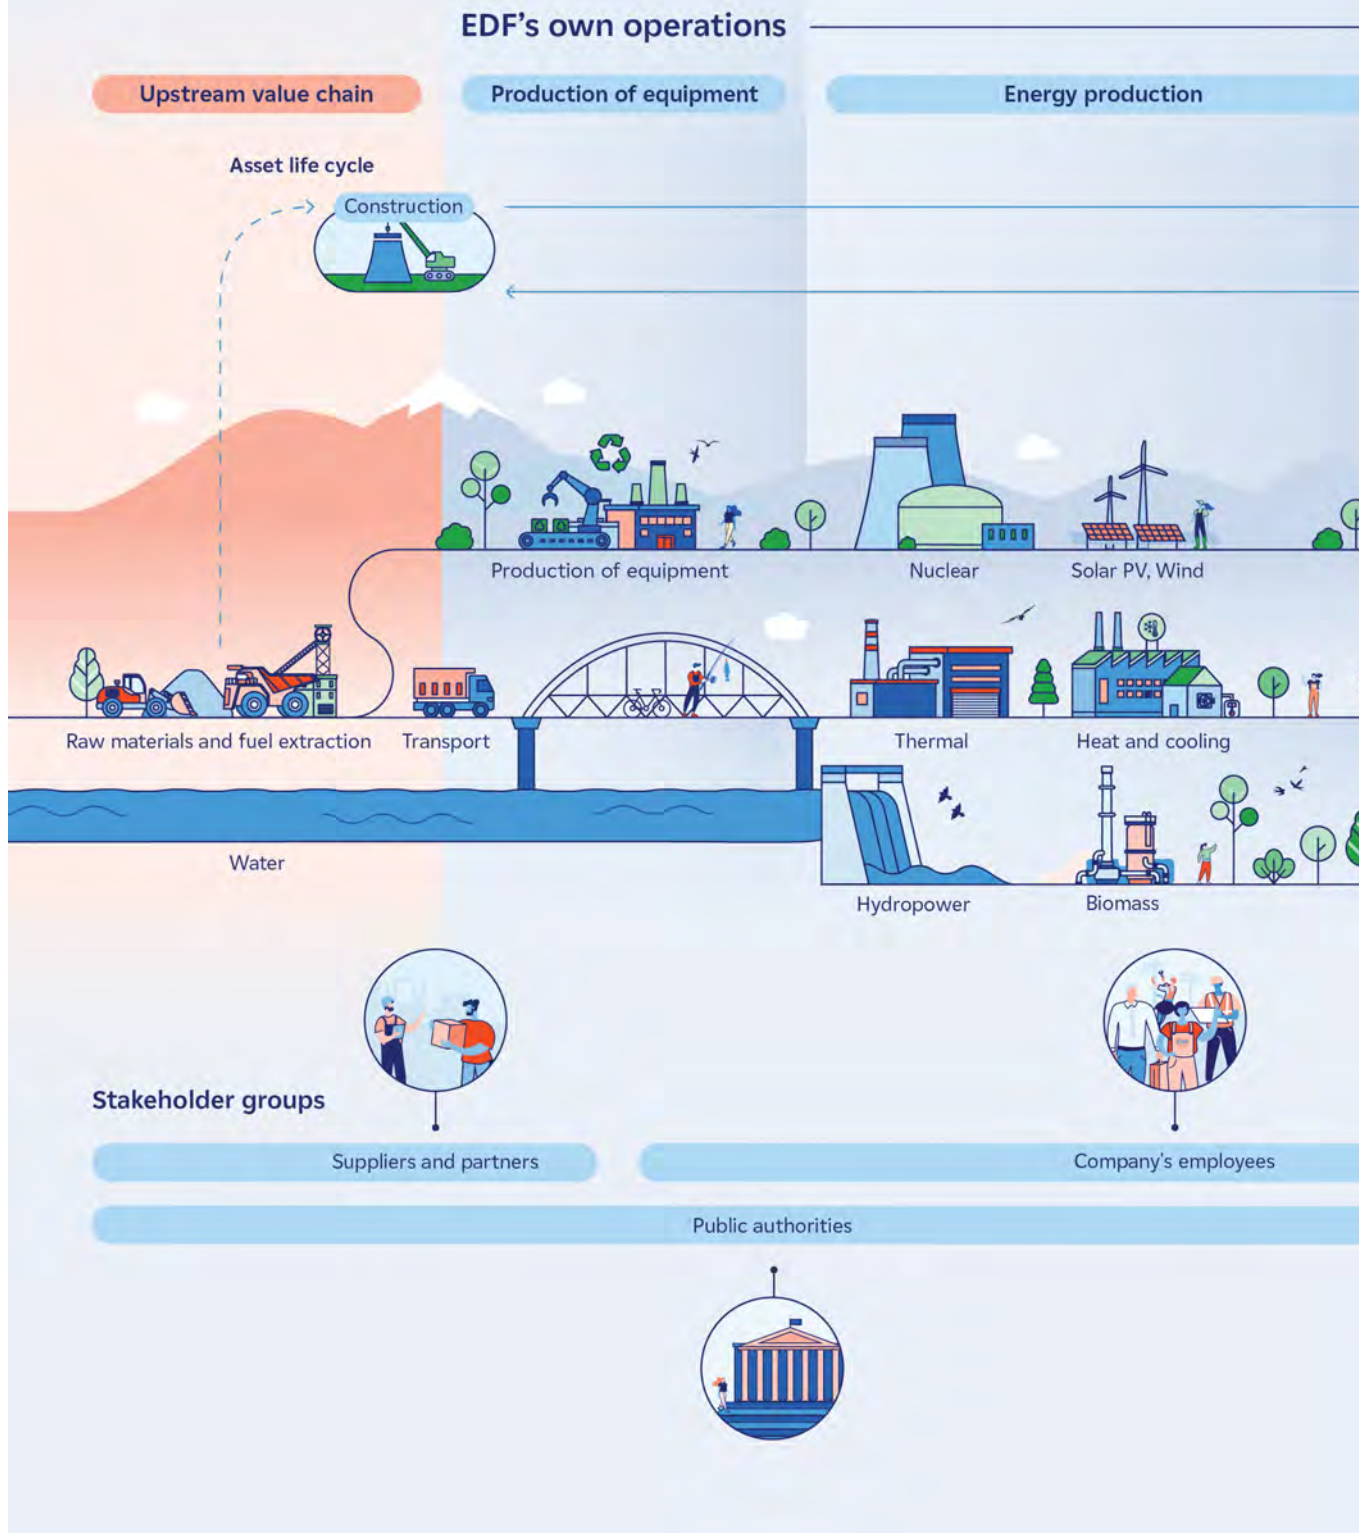 EDF's own operations
Upstream value chain
Production of equipment
Energy production
Asset life cycle
Construction
Production of equipment
Nuclear
Solar PV, Wind
Raw materials and fuel extraction
Transport
Thermal
Heat and cooling
Water
Hydropower
Biomass
Stakeholder groups
Suppliers and partners
Company's employees
Public authorities